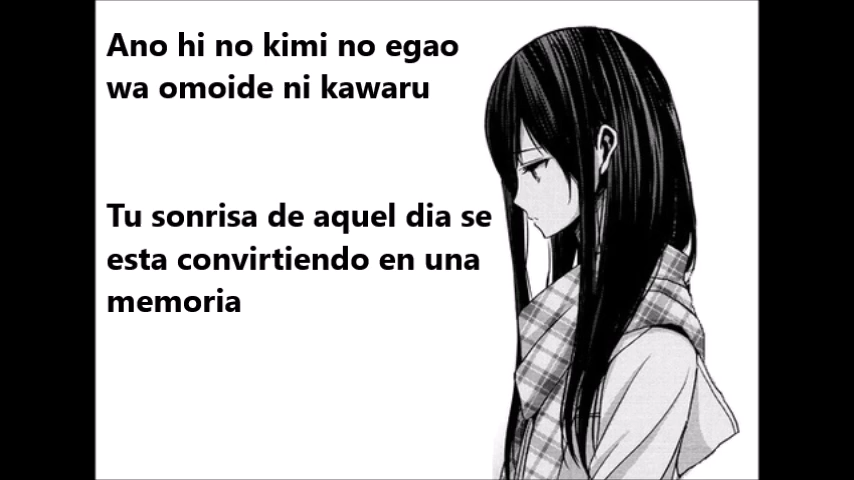 Ano hi no kimi no egao
wa omoide ni kawaru
Tu sonrisa de aquel dia se
esta convirtiendo en una
memoria